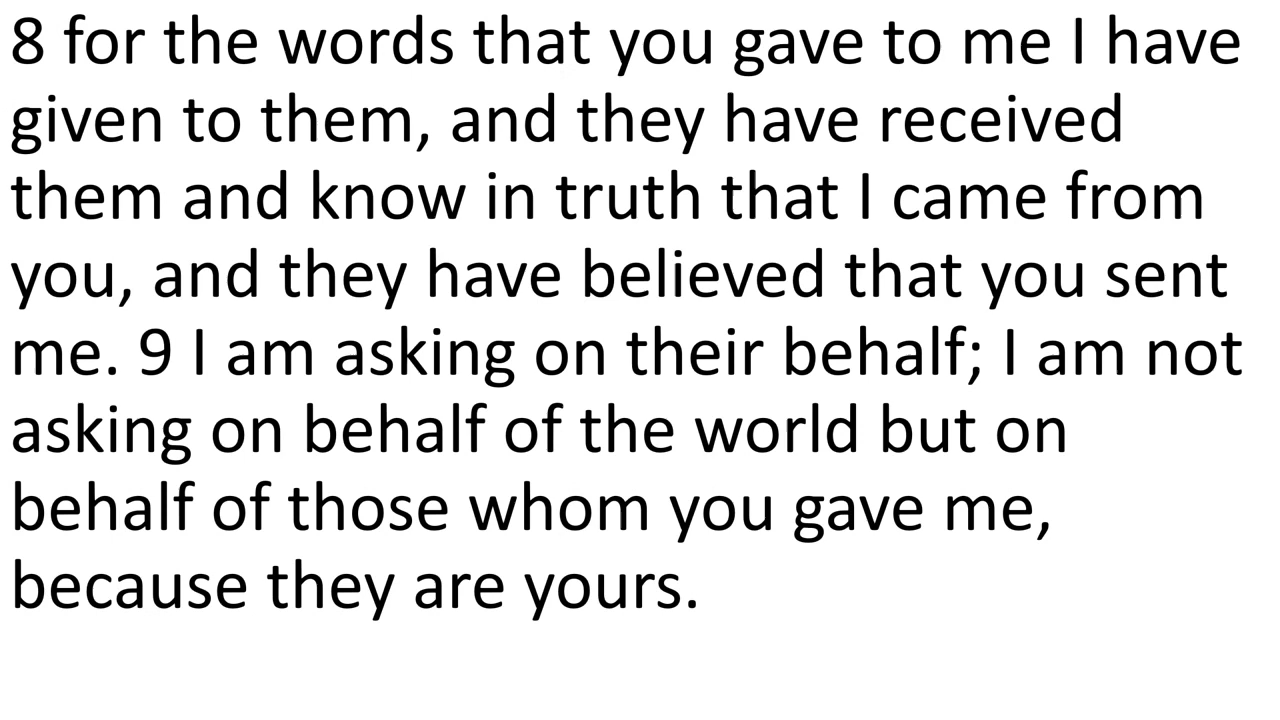 8 for the words that you gave to me I have
given to them, and they have received
them and know in truth that I came from
you, and they have believed that you sent
me. 9 I am asking on their behalf; I am not
asking on behalf of the world but on
behalf of those whom you gave me,
because they are yours.